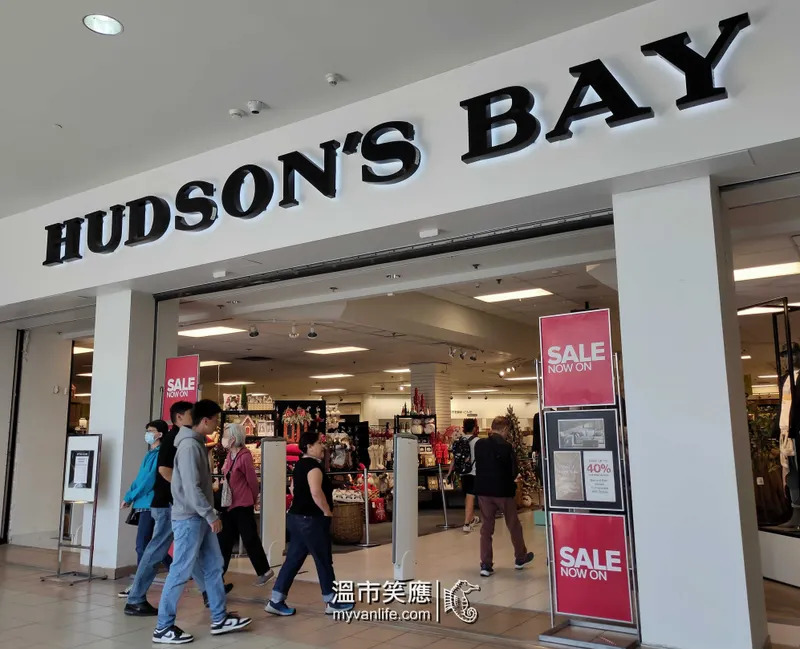 HUDSON'S BAY
SALE
NOW ON
SALE
NOW ON
40%
SALE
NOW ON
溫市笑應
myvanlife.com